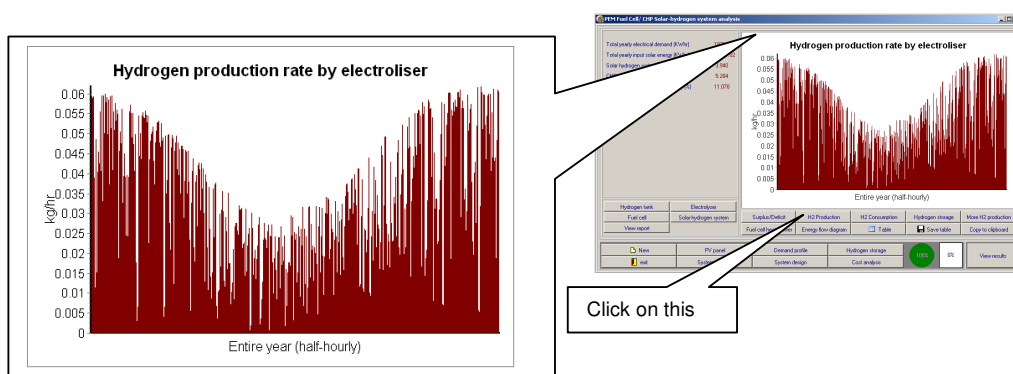 Hydrogen production rate by electroliser
0.06
0.055
0.05
0.045
0.04
0.035
0.03
0.025
0.02
0.015
0.01
0.005
0
kg/hr
Entire year (half-hourly)
PEM Fuel Cell/ CHP Solar-hydrogen system analysis
Total yearly electrical demand
Total yearly input solar energy
Solar hydrogen
3.940
5.284
11.078
Hydrogen production rate by electroliser
0.06
0.055
0.05
0.045
0.04
0.035
0.03
0.025
0.02
0.015
0.01
0.005
0
kg/hr
Entire year (half-hourly)
Hydrogen tank Electrolyser
Fuel cell Solar-hydrogen system
View report
Surplus/Deficit H2 Production H2 Consumption Hydrogen storage More H2 production
Fuel cell Energy flow diagram Table Save table Copy to clipboard
New PV panel Demand profile Hydrogen storage
exit System design Cost analysis
100% 0% View results
Click on this